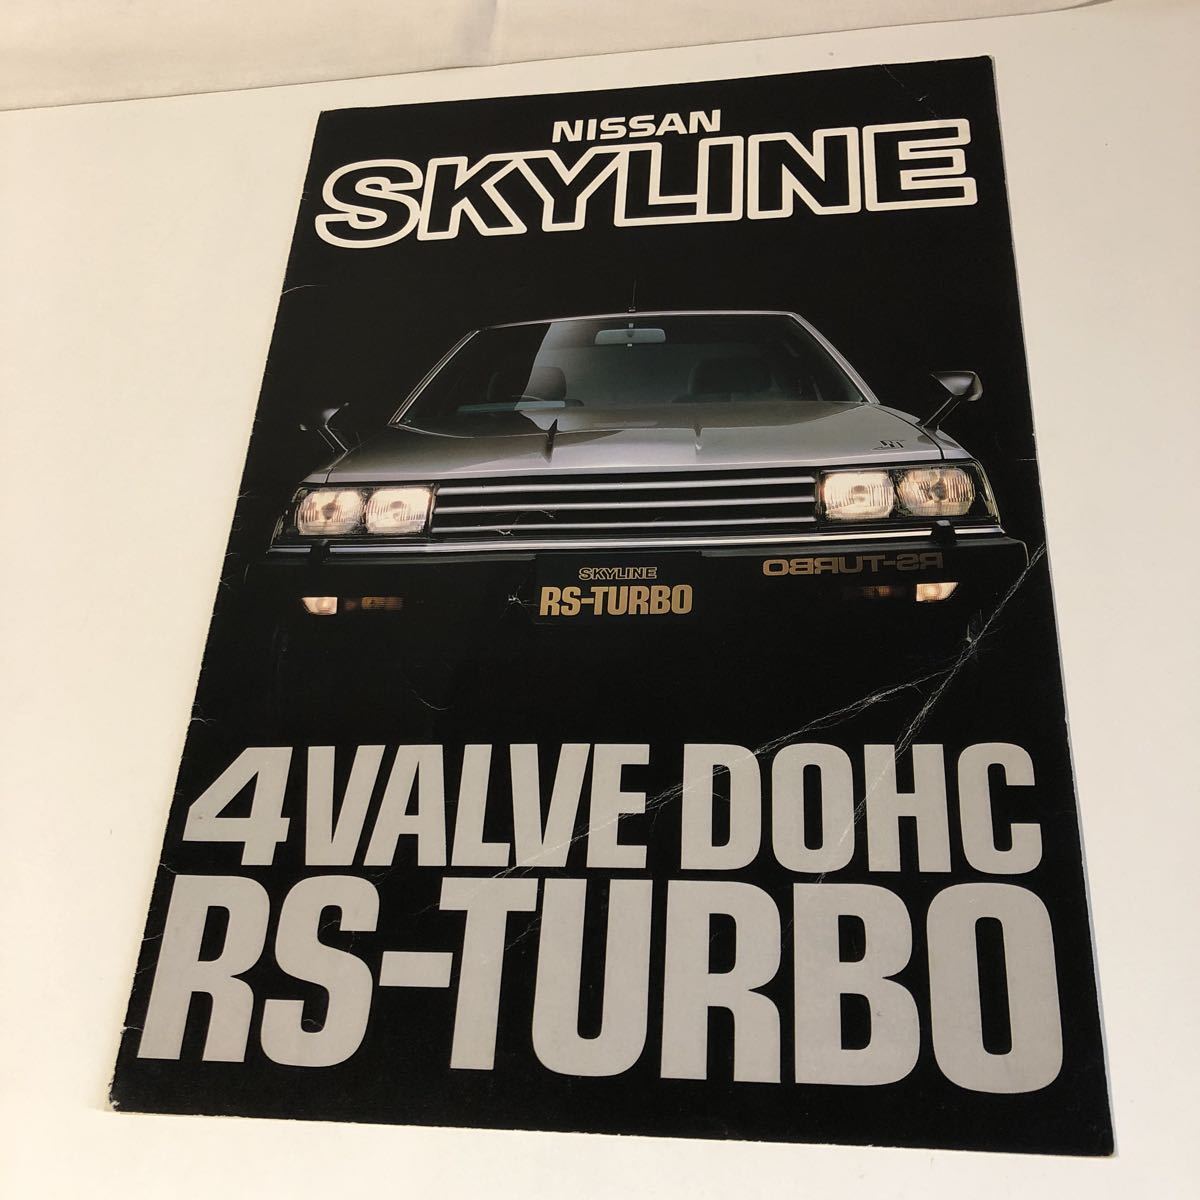 NISSAN
SKYLINE
RS-TURBO
SKYLINE
RS-TURBO
4VALVE DOHC
RS-TURBO